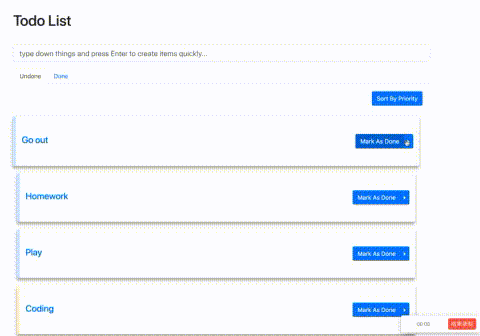 Todo List
type down things and press Enter to create items quickly...
Undone Done
Sort By Priority
Go out Mark As Done
Homework Mark As Done
Play Mark As Done
Coding Mark As Done
结束录制